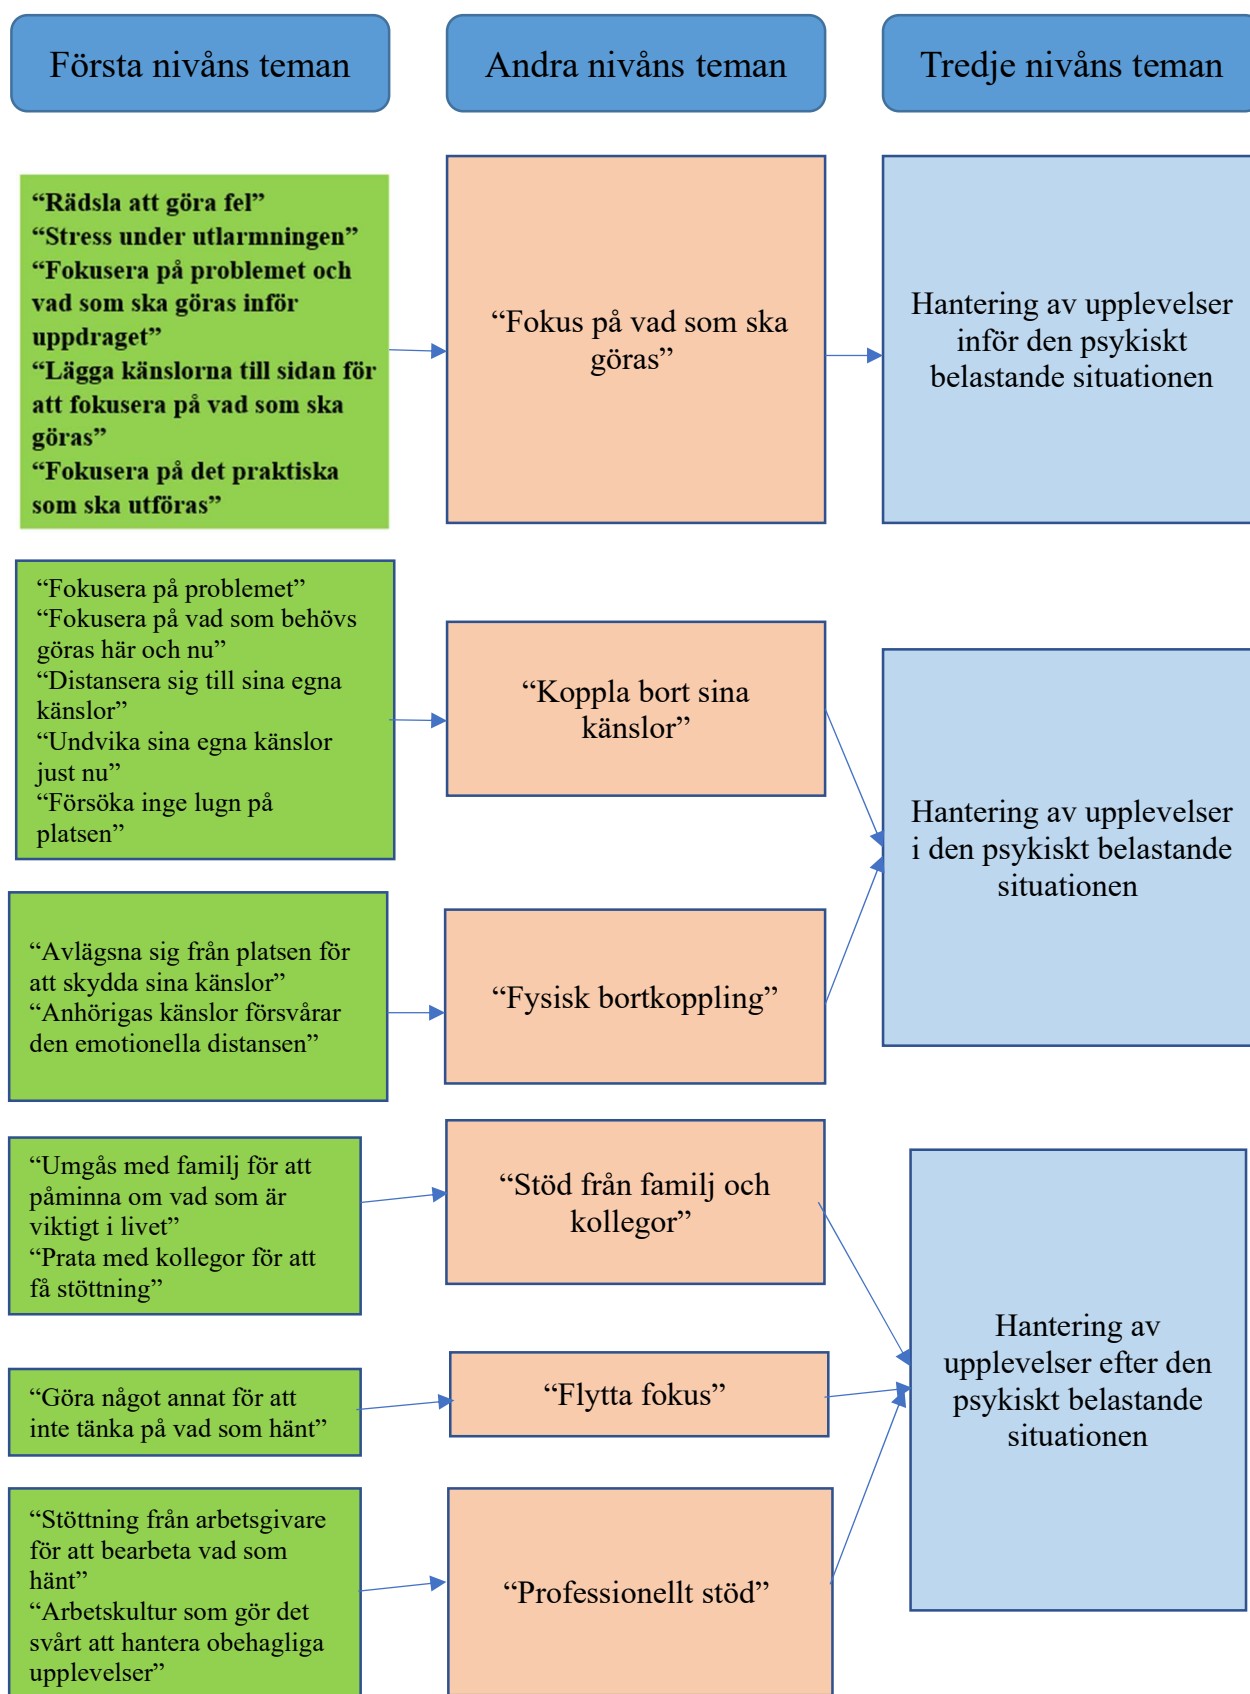 Första nivåns teman
Andra nivåns teman
Tredje nivåns teman
“Rädsla att göra fel”
“Stress under utlarmningen”
“Fokusera på problemet och
vad som ska göras inför
uppdraget”
“Lägga känslorna till sidan för
att fokusera på vad som ska
göras”
“Fokusera på det praktiska
som ska utföras”
“Fokus på vad som ska
göras”
Hantering av upplevelser
inför den psykiskt
belastande situationen
“Fokusera på problemet”
“Fokusera på vad som behövs
göras här och nu”
“Distansera sig till sina egna
känslor”
“Undvika sina egna känslor
just nu”
“Försöka inge lugn på
platsen”
“Koppla bort sina
känslor”
Hantering av upplevelser
i den psykiskt belastande
situationen
“Avlägsna sig från platsen för
att skydda sina känslor”
“Anhörigas känslor försvårar
den emotionella distansen”
“Fysisk bortkoppling”
“Umgås med familj för att
påminna om vad som är
viktigt i livet”
“Prata med kollegor för att
få stöttning”
“Stöd från familj och
kollegor”
Hantering av
upplevelser efter den
psykiskt belastande
situationen
“Göra något annat för att
inte tänka på vad som hänt”
“Flytta fokus”
“Stöttning från arbetsgivare
för att bearbeta vad som
hänt”
“Arbetskultur som gör det
svårt att hantera obehagliga
upplevelser”
“Professionellt stöd”